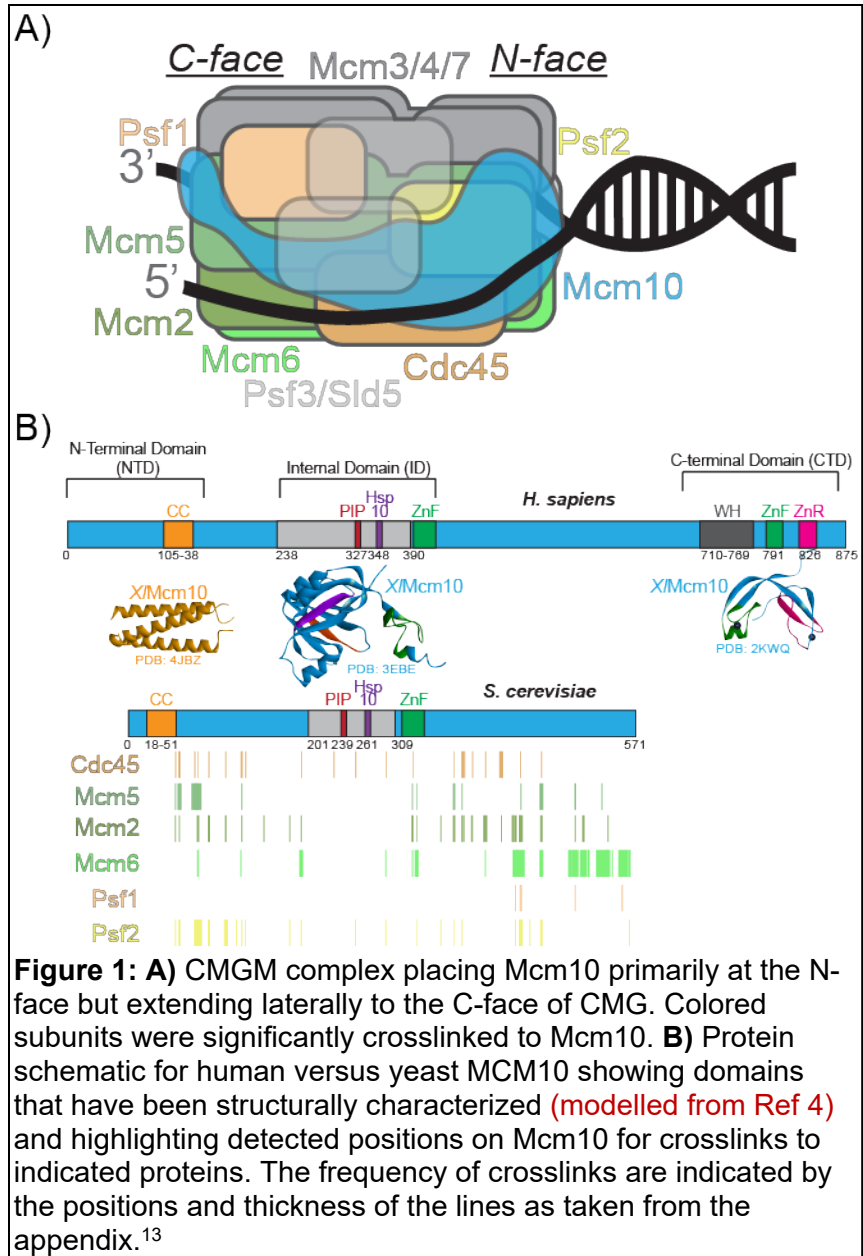 A)
C-face Mcm3/4/7 N-face
Psf1 Psf2
3'
Mcm5
5' Mcm10
Mcm2
Mcm6 Cdc45
Psf3/Sld5
B)
N-Terminal Domain
(NTD)
Internal Domain (ID)
C-terminal Domain (CTD)
H. sapiens
CC PIP Hsp
10 ZnF WH ZnF ZnR
0 105-38 238 327 348 390 710-769 791 826 875
XlMcm10 XlMcm10 XlMcm10
PDB: 4JBZ PDB: 3EBE PDB: 2KWQ
S. cerevisiae
CC PIP Hsp
10 ZnF
0 18-51 201 239 261 309 571
Cdc45
Mcm5
Mcm2
Mcm6
Psf1
Psf2
Figure 1: A) CMGM complex placing Mcm10 primarily at the N-
face but extending laterally to the C-face of CMG. Colored
subunits were significantly crosslinked to Mcm10. B) Protein
schematic for human versus yeast MCM10 showing domains
that have been structurally characterized (modelled from Ref 4)
and highlighting detected positions on Mcm10 for crosslinks to
indicated proteins. The frequency of crosslinks are indicated by
the positions and thickness of the lines as taken from the
appendix.¹³